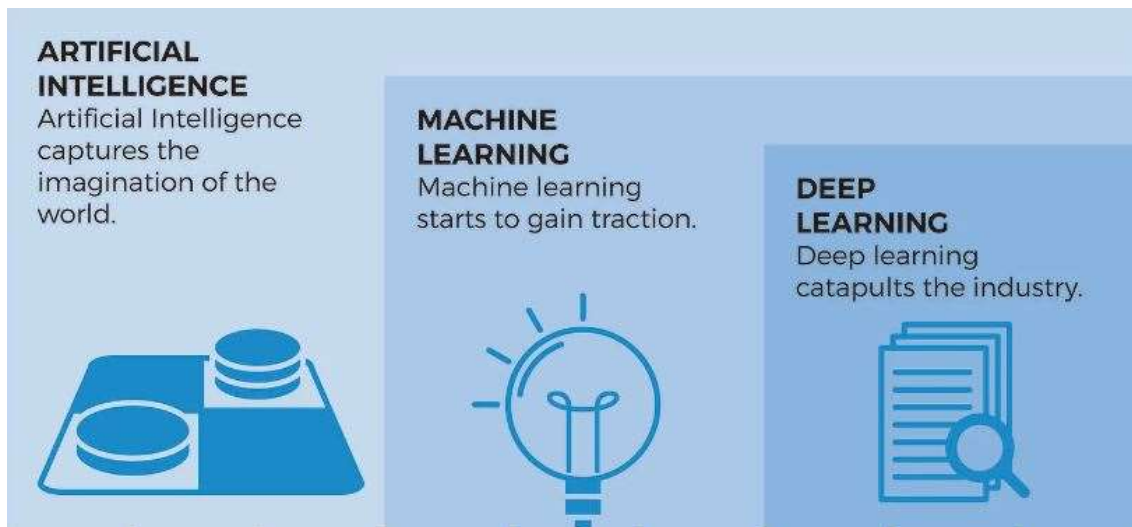 ARTIFICIAL
INTELLIGENCE
Artificial Intelligence
captures the
imagination of the
world.
MACHINE
LEARNING
Machine learning
starts to gain traction.
DEEP
LEARNING
Deep learning
catapults the industry.